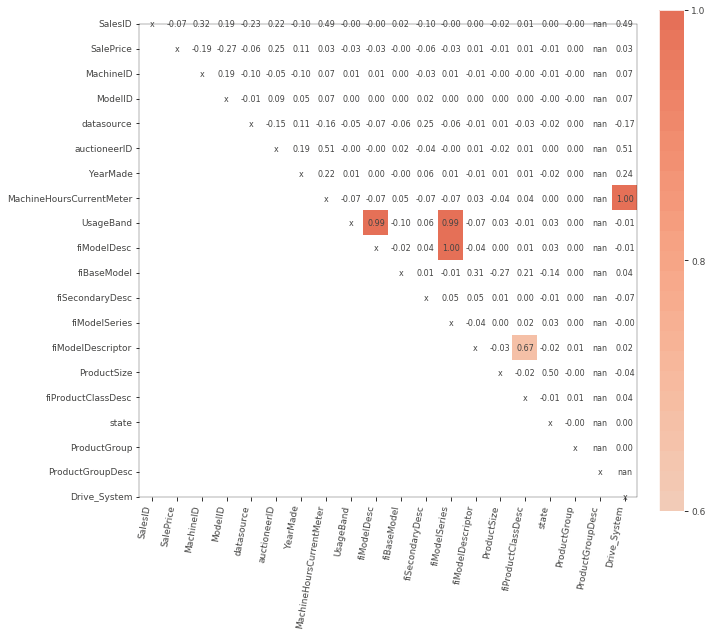 SalesID x -0.07 0.32 0.19 -0.23 0.22 -0.10 0.49 -0.00 -0.00 0.02 -0.10 -0.00 0.00 -0.02 0.01 0.00 -0.00 nan 0.49
SalePrice x -0.19 -0.27 -0.06 0.25 0.11 0.03 -0.03 -0.03 -0.00 -0.06 -0.03 0.01 -0.01 0.01 -0.01 0.00 nan 0.03
MachineID x 0.19 -0.10 -0.05 -0.10 0.07 0.01 0.01 0.00 -0.03 0.01 -0.01 -0.00 -0.00 -0.01 -0.00 nan 0.07
ModelID x -0.01 0.09 0.05 0.07 0.00 0.00 0.00 0.02 0.00 0.00 0.00 0.00 -0.00 -0.00 nan 0.07
datasource x -0.15 0.11 -0.16 -0.05 -0.07 -0.06 0.25 -0.06 -0.01 0.01 -0.03 -0.02 0.00 nan -0.17
auctioneerID x 0.19 0.51 -0.00 -0.00 0.02 -0.04 -0.00 0.01 -0.02 0.01 0.00 0.00 nan 0.51
YearMade x 0.22 0.01 0.00 -0.00 0.06 0.01 -0.01 0.01 0.01 -0.02 0.00 nan 0.24
MachineHoursCurrentMeter x -0.07 -0.07 0.05 -0.07 -0.07 0.03 -0.04 0.04 0.00 0.00 nan 1.00
UsageBand x 0.99 -0.10 0.06 0.99 -0.07 0.03 -0.01 0.03 0.00 nan -0.01
fiModelDesc x -0.02 0.04 1.00 -0.04 0.00 0.01 0.03 0.00 nan -0.01
fiBaseModel x 0.01 -0.01 0.31 -0.27 0.21 -0.14 0.00 nan 0.04
fiSecondaryDesc x 0.05 0.05 0.01 0.00 -0.01 0.00 nan -0.07
fiModelSeries x -0.04 0.00 0.02 0.03 0.00 nan -0.00
fiModelDescriptor x -0.03 0.67 -0.02 0.01 nan 0.02
ProductSize x -0.02 0.50 -0.00 nan -0.04
fiProductClassDesc x -0.01 0.01 nan 0.04
state x -0.00 nan 0.00
ProductGroup x nan 0.00
ProductGroupDesc x nan
Drive_System x
SalesID
SalePrice
MachineID
ModelID
datasource
auctioneerID
YearMade
MachineHoursCurrentMeter
UsageBand
fiModelDesc
fiBaseModel
fiSecondaryDesc
fiModelSeries
fiModelDescriptor
ProductSize
fiProductClassDesc
state
ProductGroup
ProductGroupDesc
Drive_System
1.0
0.8
0.6